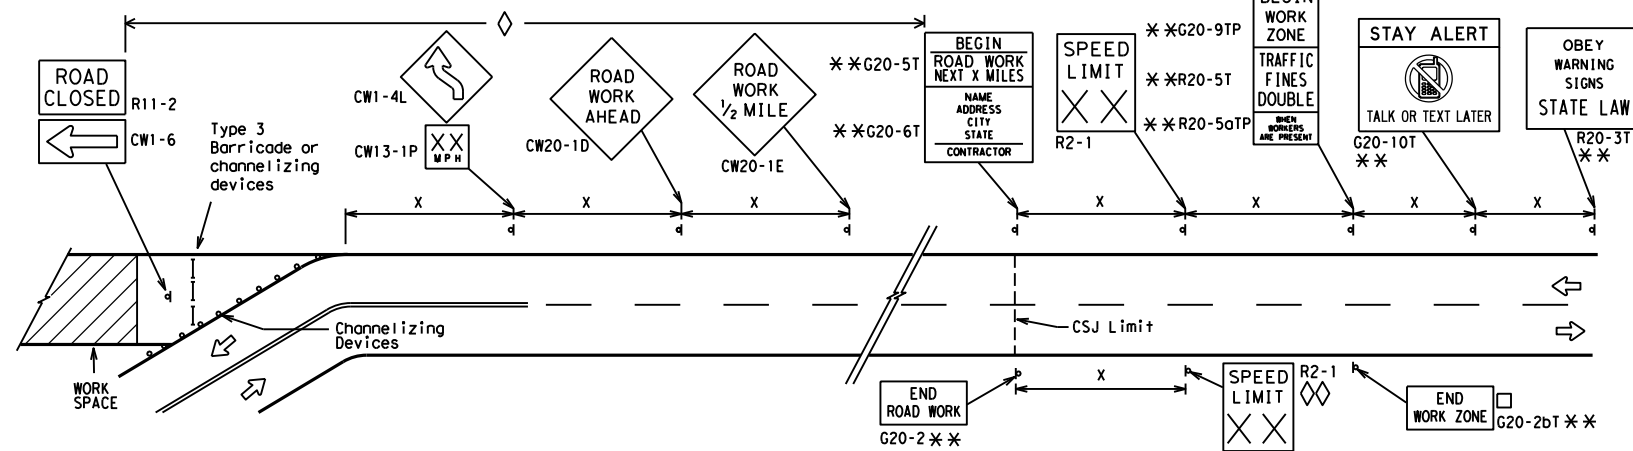 ROAD
CLOSED
R11-2
CW1-6
Type 3
Barricade or
channelizing
devices
CW1-4L
CW13-1P
XX
MPH
ROAD
WORK
AHEAD
CW20-1D
ROAD
WORK
1/2 MILE
CW20-1E
**G20-5T
**G20-6T
BEGIN
ROAD WORK
NEXT X MILES
NAME
ADDRESS
CITY
STATE
CONTRACTOR
SPEED
LIMIT
XX
R2-1
**G20-9TP
**R20-5T
**R20-5aTP
BEGIN
WORK
ZONE
TRAFFIC
FINES
DOUBLE
WHEN
WORKERS
ARE PRESENT
STAY ALERT
TALK OR TEXT LATER
G20-10T
**
OBEY
WARNING
SIGNS
STATE LAW
R20-3T
**
X
X
X
X
X
X
X
Channelizing
Devices
CSJ Limit
WORK
SPACE
X
END
ROAD WORK
G20-2 **
SPEED
LIMIT
XX
R2-1
END
WORK ZONE
G20-2bT **